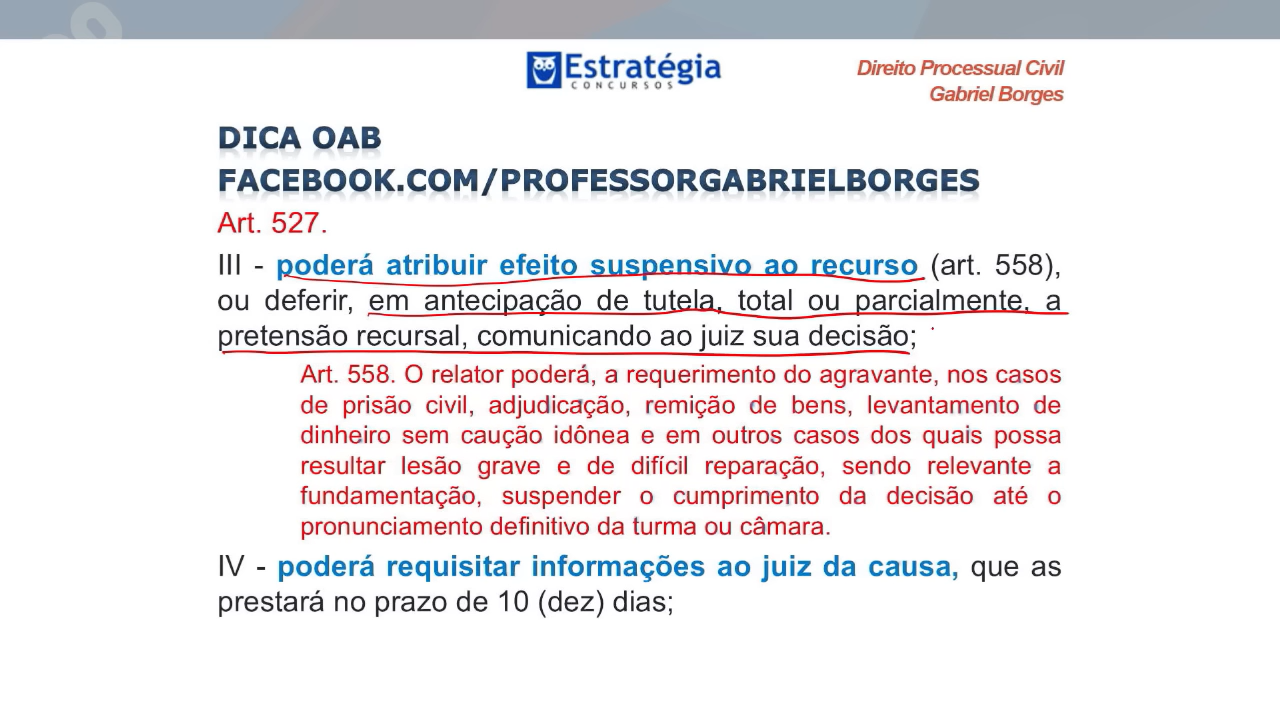 Estratégia
CONCURSOS
Direito Processual Civil
Gabriel Borges
DICA OAB
FACEBOOK.COM/PROFESSORGABRIELBORGES
Art. 527.
III - poderá atribuir efeito suspensivo ao recurso (art. 558),
ou deferir, em antecipação de tutela, total ou parcialmente, a
pretensão recursal, comunicando ao juiz sua decisão;
Art. 558. O relator poderá, a requerimento do agravante, nos casos
de prisão civil, adjudicação, remição de bens, levantamento de
dinheiro sem caução idônea e em outros casos dos quais possa
resultar lesão grave e de difícil reparação, sendo relevante a
fundamentação, suspender o cumprimento da decisão até o
pronunciamento definitivo da turma ou câmara.
IV - poderá requisitar informações ao juiz da causa, que as
prestará no prazo de 10 (dez) dias;